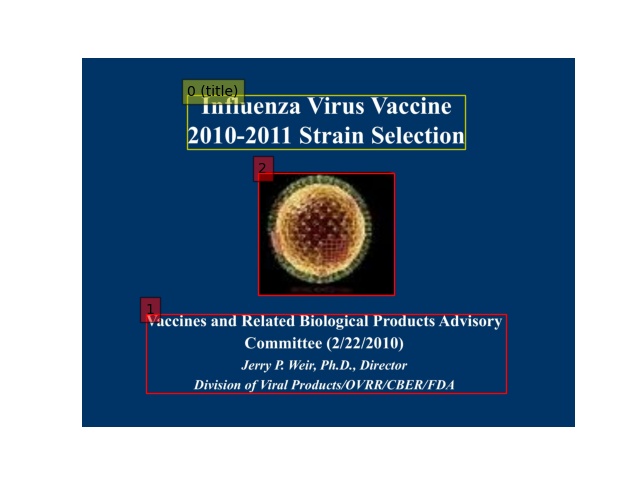 0 (title)
Influenza Virus Vaccine
2010-2011 Strain Selection
2
1
Vaccines and Related Biological Products Advisory
Committee (2/22/2010)
Jerry P. Weir, Ph.D., Director
Division of Viral Products/OVRR/CBER/FDA